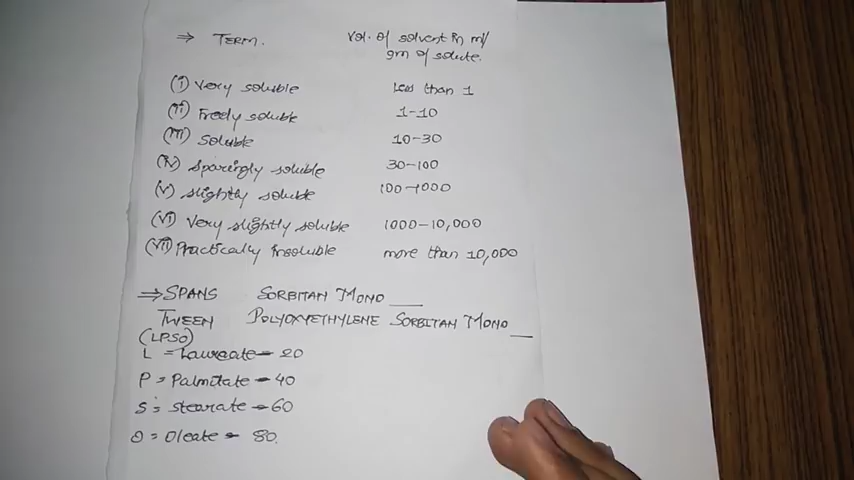 ⇒ TERM. Vol. of solvent in ml/
gm of solute.
(i) Very soluble Less than 1
(ii) Freely soluble 1-10
(iii) Soluble 10-30
(iv) Sparingly soluble 30-100
(v) slightly soluble 100-1000
(vi) Very slightly soluble 1000-10,000
(vii) Practically insoluble more than 10,000
⇒ SPANS SORBITAN MONO ___
TWEEN POLYOXYETHYLENE SORBITAN MONO __
(LPSO)
L = Laureate - 20
P = Palmitate - 40
S = stearate - 60
O = Oleate - 80.